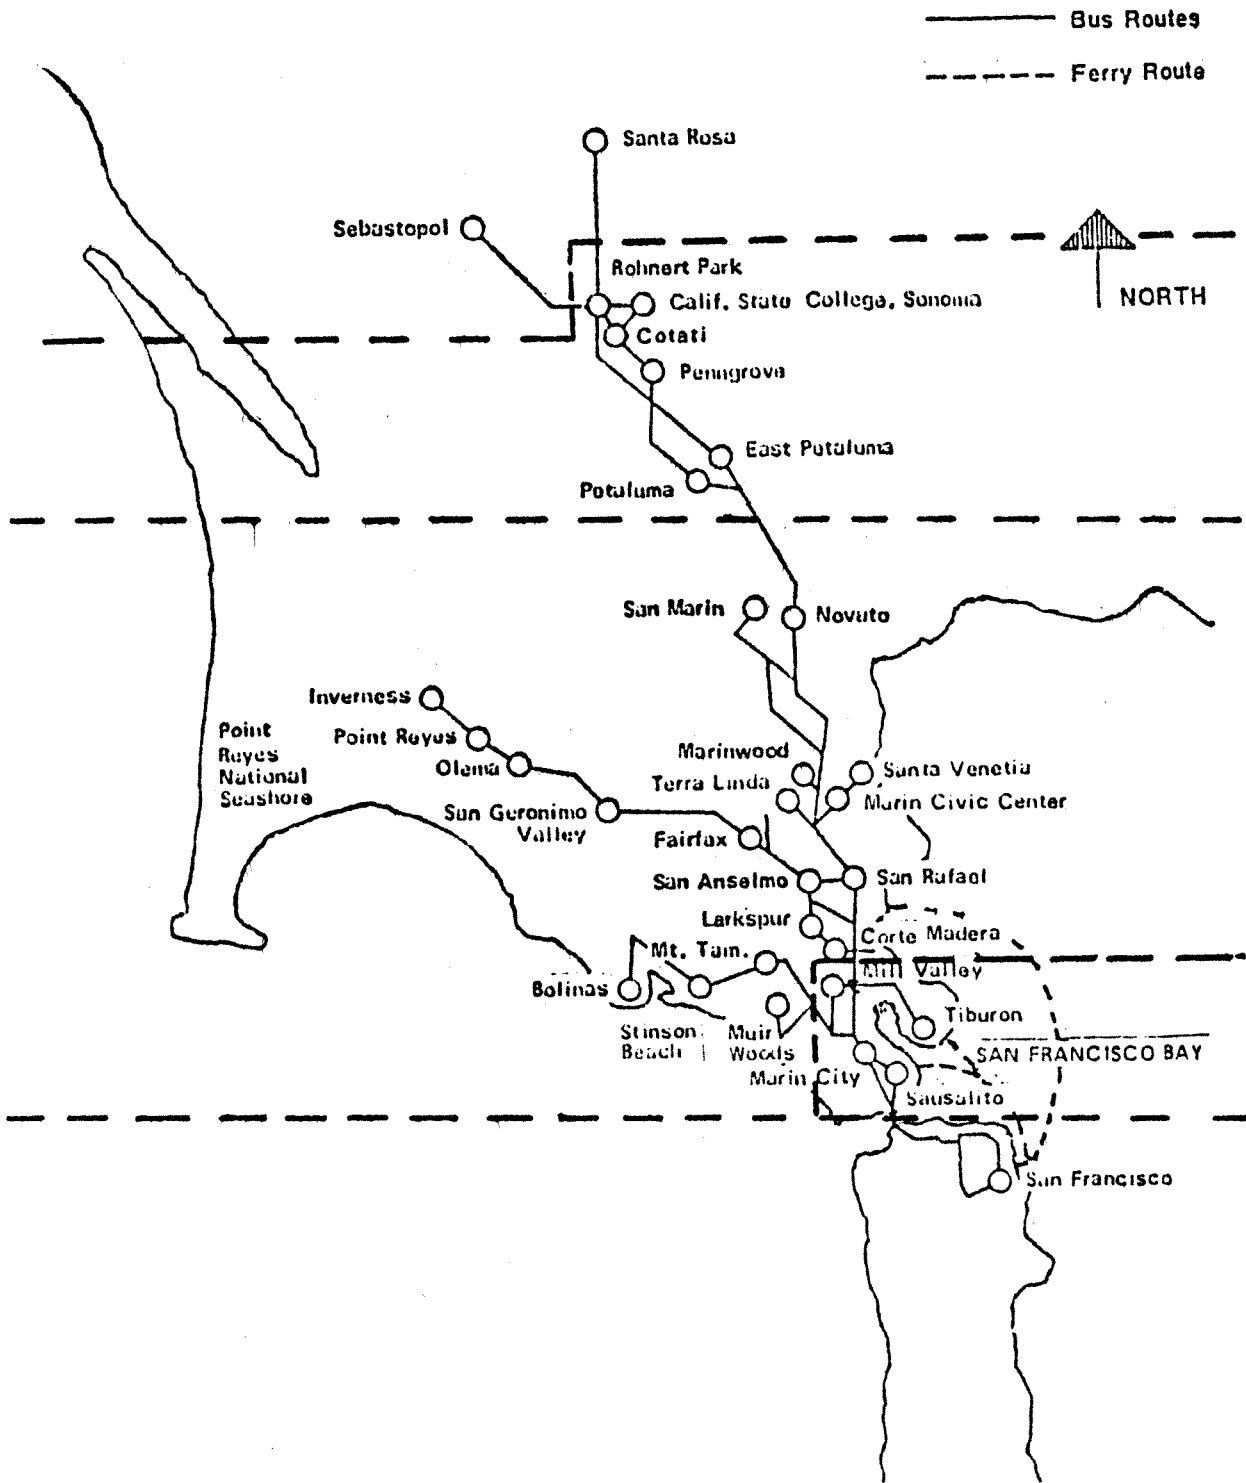 Bus Routes
Ferry Route
Santa Rosa
Sebastopol
Rohnert Park
NORTH
Calif. State College, Sonoma
Cotati
Penngrove
East Petaluma
Petaluma
San Marin
Novato
Inverness
Point Reyes
Point
Reyes
National
Seashore
Olema
Marinwood
Terra Linda
Santa Venetia
Marin Civic Center
San Geronimo
Valley
Fairfax
San Anselmo
San Rafael
Larkspur
Corte Madera
Mt. Tam.
Mill Valley
Bolinas
Tiburon
Stinson
Beach
Muir
Woods
SAN FRANCISCO BAY
Marin City
Sausalito
San Francisco